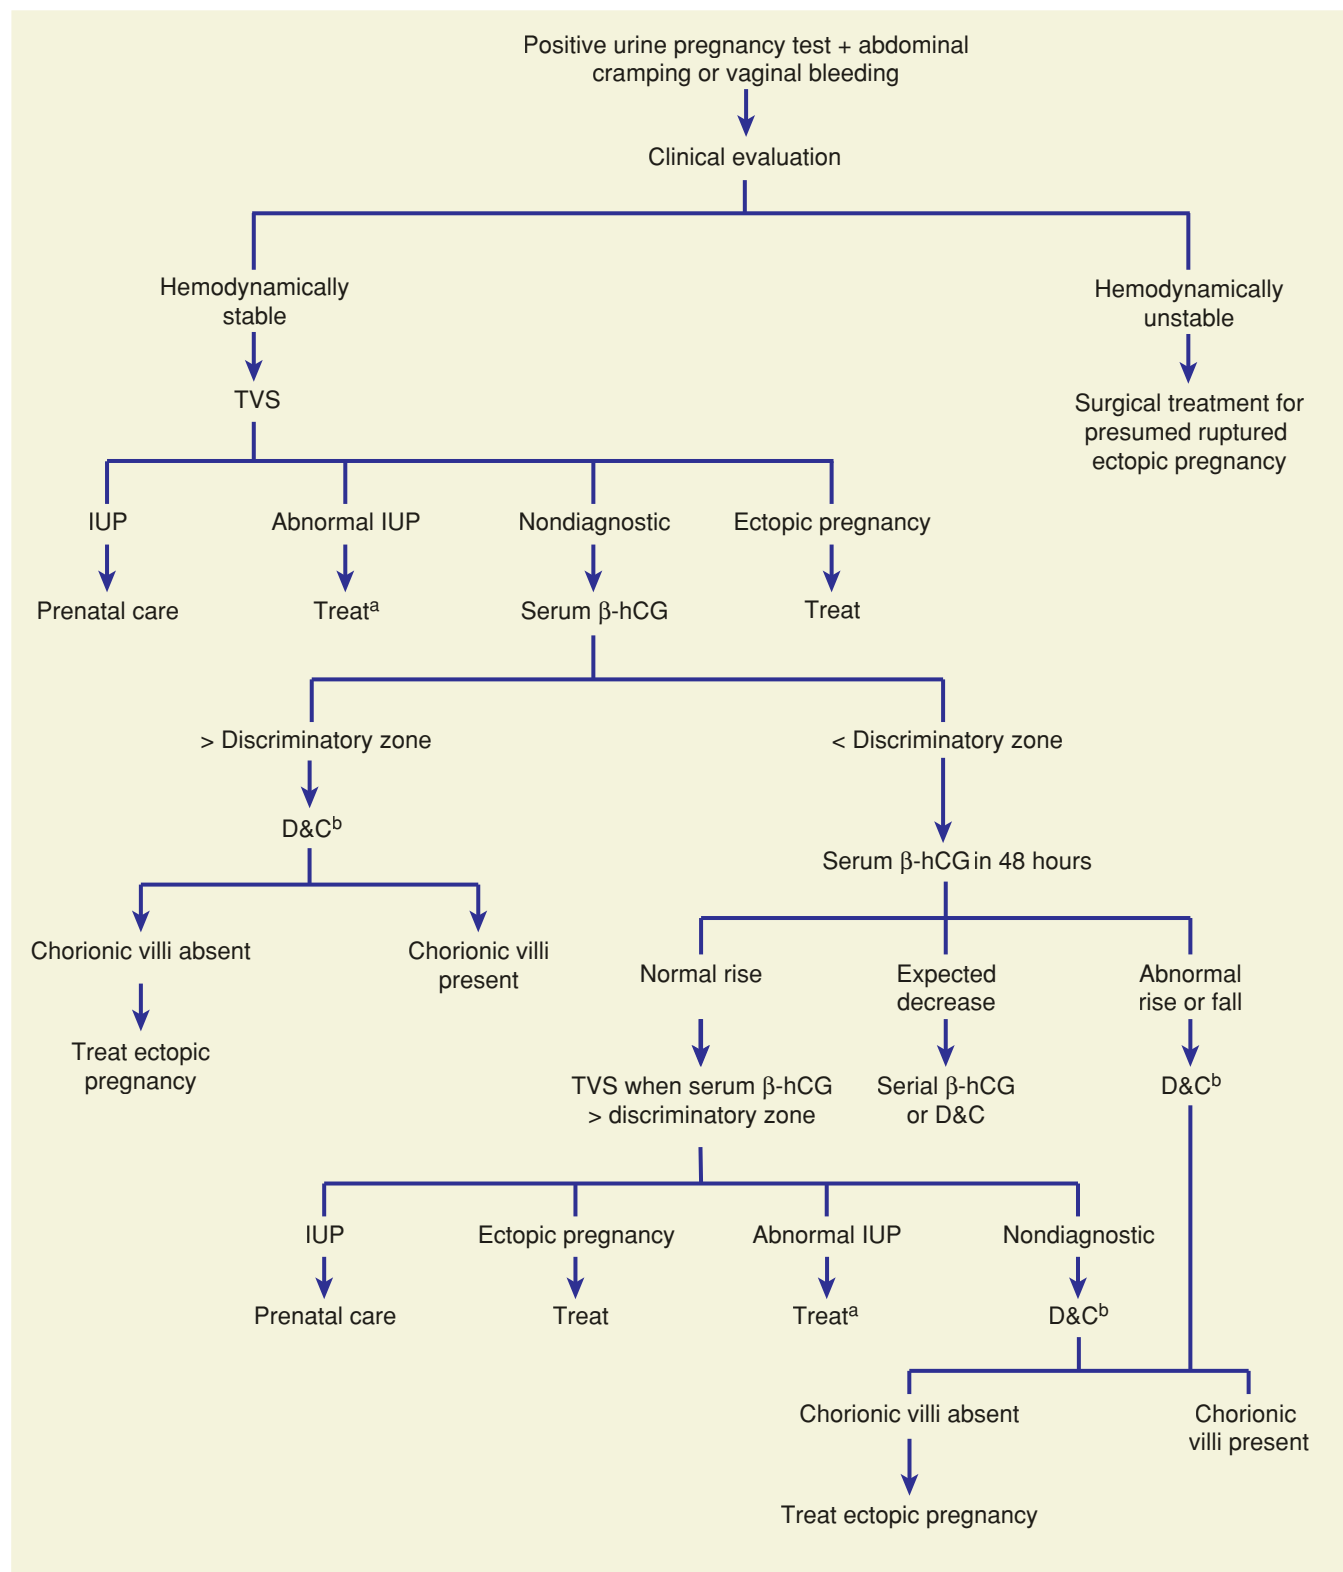 Positive urine pregnancy test + abdominal
cramping or vaginal bleeding
Clinical evaluation
Hemodynamically
stable
Hemodynamically
unstable
TVS
Surgical treatment for
presumed ruptured
ectopic pregnancy
IUP
Abnormal IUP
Nondiagnostic
Ectopic pregnancy
Prenatal care
Treatᵃ
Serum β-hCG
Treat
> Discriminatory zone
< Discriminatory zone
D&Cᵇ
Serum β-hCG in 48 hours
Chorionic villi absent
Chorionic villi
present
Normal rise
Expected
decrease
Abnormal
rise or fall
Treat ectopic
pregnancy
TVS when serum β-hCG
> discriminatory zone
Serial β-hCG
or D&C
D&Cᵇ
IUP
Ectopic pregnancy
Abnormal IUP
Nondiagnostic
Prenatal care
Treat
Treatᵃ
D&Cᵇ
Chorionic villi absent
Chorionic
villi present
Treat ectopic pregnancy